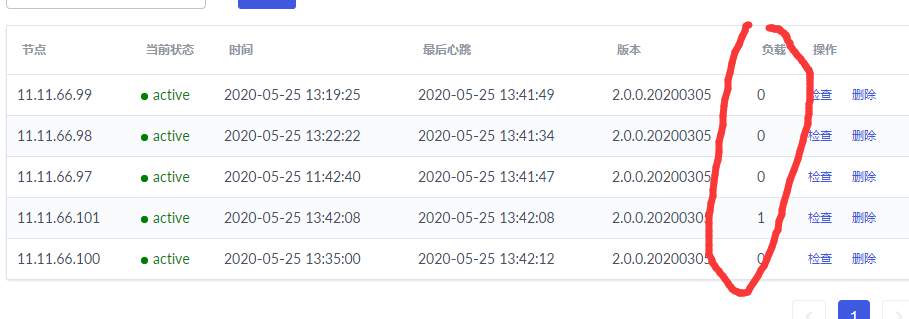 节点 当前状态 时间 最后心跳 版本 负载 操作
11.11.66.99 active 2020-05-25 13:19:25 2020-05-25 13:41:49 2.0.0.20200305 0 检查 删除
11.11.66.98 active 2020-05-25 13:22:22 2020-05-25 13:41:34 2.0.0.20200305 0 检查 删除
11.11.66.97 active 2020-05-25 11:42:40 2020-05-25 13:41:47 2.0.0.20200305 0 检查 删除
11.11.66.101 active 2020-05-25 13:42:08 2020-05-25 13:42:08 2.0.0.20200305 1 检查 删除
11.11.66.100 active 2020-05-25 13:35:00 2020-05-25 13:42:12 2.0.0.20200305 0 检查 删除
1